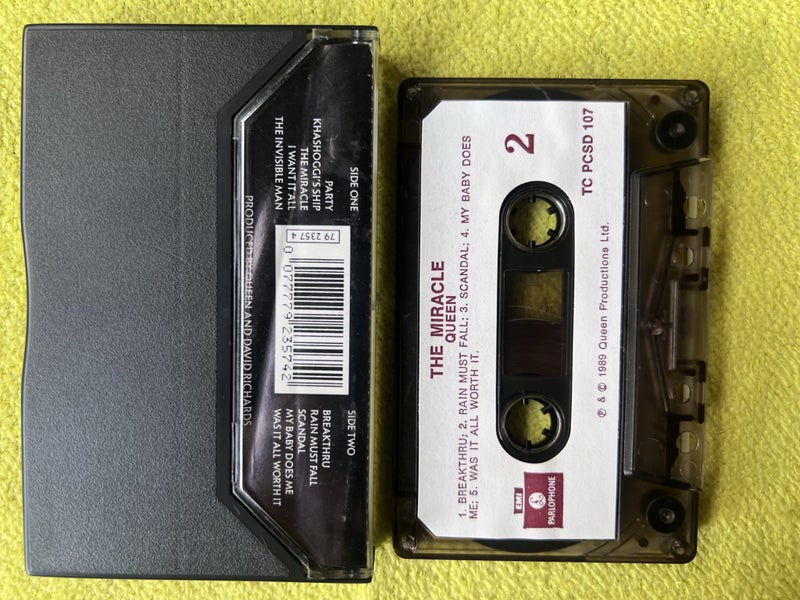 SIDE ONE
PARTY
KHASHOGGI'S SHIP
THE MIRACLE
I WANT IT ALL
THE INVISIBLE MAN
79 2357 4
0 077779 235742
SIDE TWO
BREAKTHRU
RAIN MUST FALL
SCANDAL
MY BABY DOES ME
WAS IT ALL WORTH IT
PRODUCED BY QUEEN AND DAVID RICHARDS
THE MIRACLE
QUEEN
1. BREAKTHRU; 2. RAIN MUST FALL; 3. SCANDAL; 4. MY BABY DOES
ME; 5. WAS IT ALL WORTH IT.
2
EMI
PARLOPHONE
TC PCSD 107
℗ & © 1989 Queen Productions Ltd.